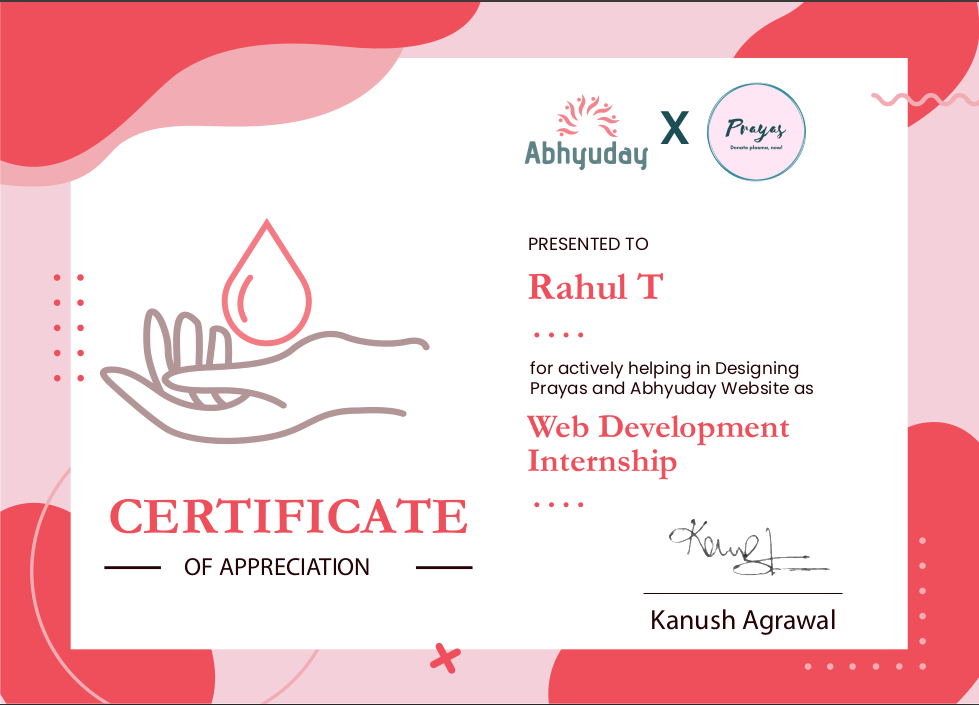 Abhyuday X Prayas
Donate plasma, now!
PRESENTED TO
Rahul T
for actively helping in Designing
Prayas and Abhyuday Website as
Web Development
Internship
CERTIFICATE
OF APPRECIATION
Kanush Agrawal